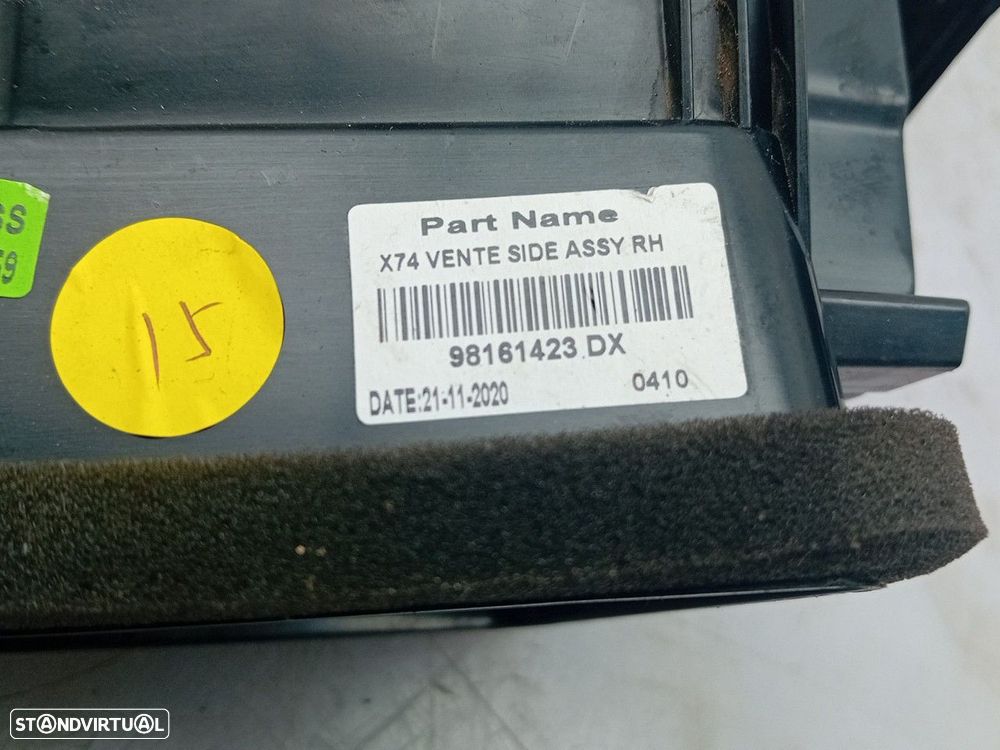 Part Name
X74 VENTE SIDE ASSY RH
98161423 DX
DATE:21-11-2020 0410
15
STANDVIRTUAL